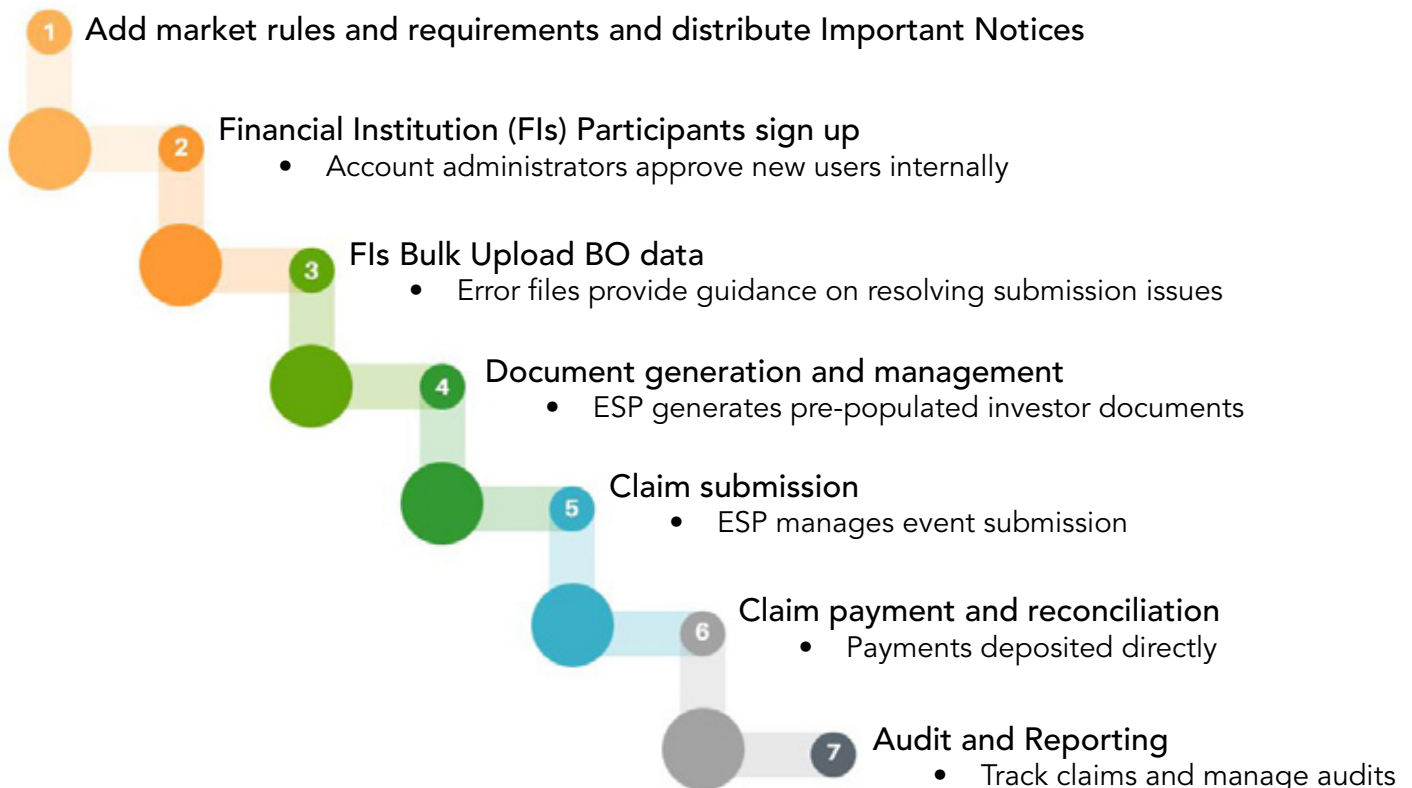 1 Add market rules and requirements and distribute Important Notices
2 Financial Institution (FIs) Participants sign up
• Account administrators approve new users internally
3 FIs Bulk Upload BO data
• Error files provide guidance on resolving submission issues
4 Document generation and management
• ESP generates pre-populated investor documents
5 Claim submission
• ESP manages event submission
6 Claim payment and reconciliation
• Payments deposited directly
7 Audit and Reporting
• Track claims and manage audits